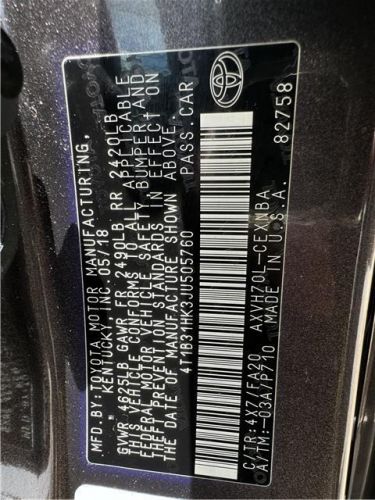 MFD.BY: TOYOTA MOTOR MANUFACTURING,
KENTUCKY, INC. 05/18
GVWR 4625LB GAWR FR 2490LB RR 2420LB
THIS VEHICLE CONFORMS TO ALL APPLICABLE
FEDERAL MOTOR VEHICLE SAFETY, BUMPER, AND
THEFT PREVENTION STANDARDS IN EFFECT ON
THE DATE OF MANUFACTURE SHOWN ABOVE.
4T1B31HK3JU505760 PASS. CAR
C/TR: 4X7/FA20 AXVH70L-CEXNBA
A/TM: -03A/P710 U.S.A. 82758